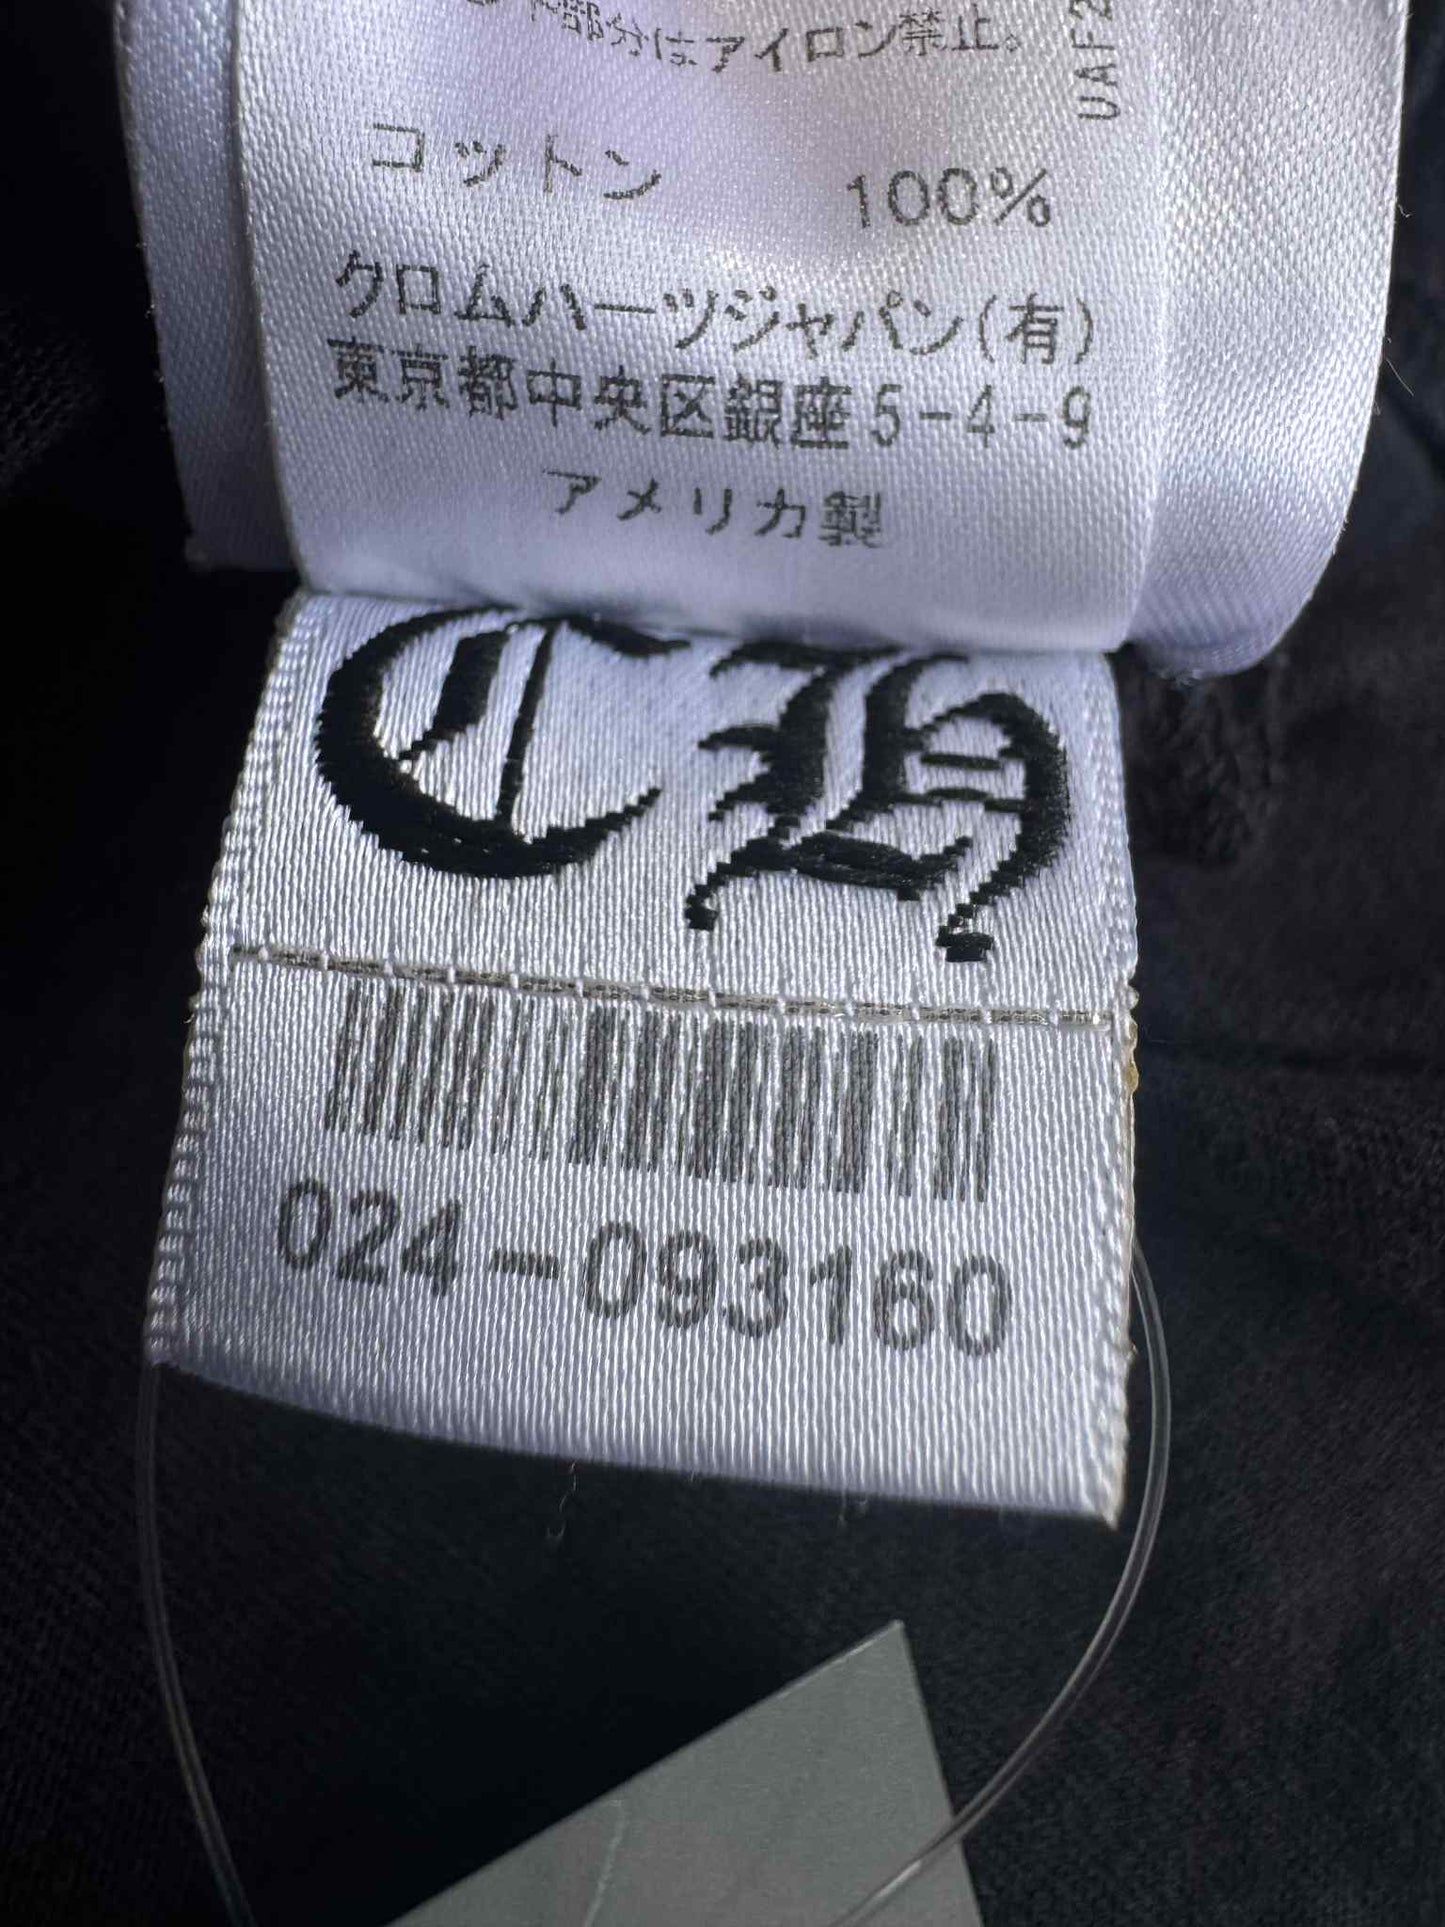 部分はアイロン禁止。
UAF2
コットン 100%
クロムハーツジャパン(有)
東京都中央区銀座5-4-9
アメリカ製
CH
024-093160